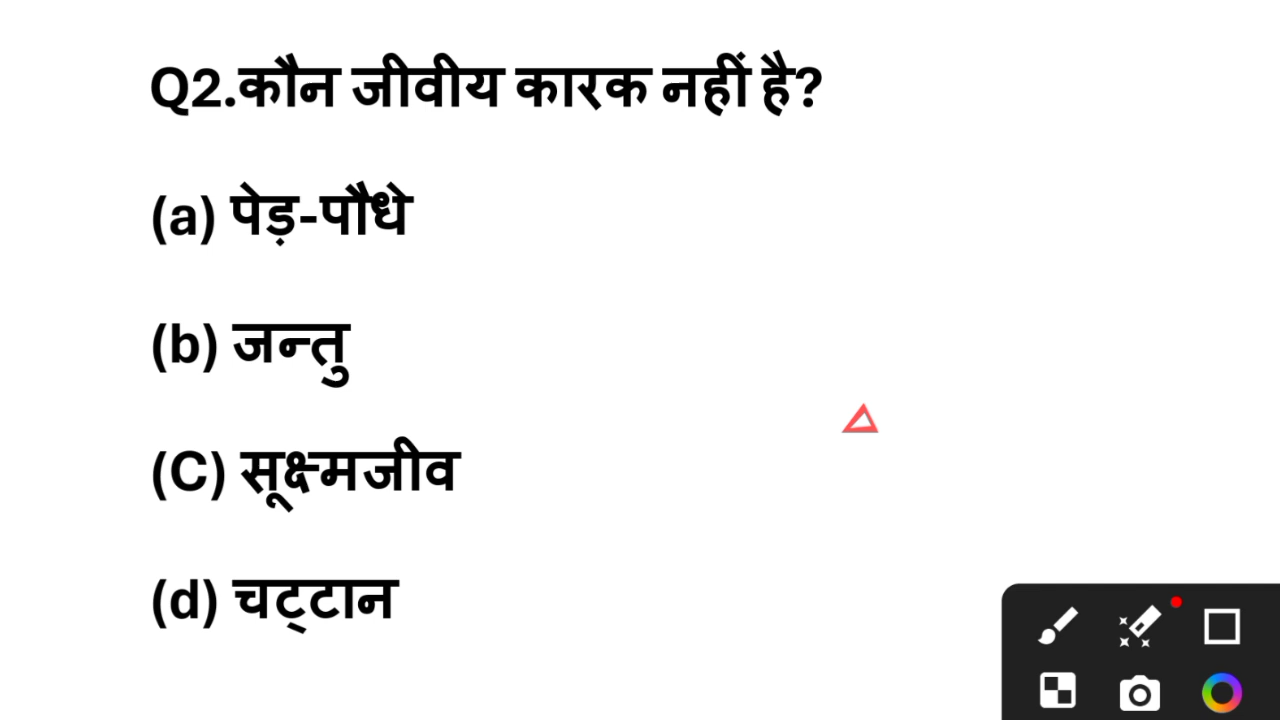 Q2.कौन जीवीय कारक नहीं है?
(a) पेड़-पौधे
(b) जन्तु
(C) सूक्ष्मजीव
(d) चट्टान